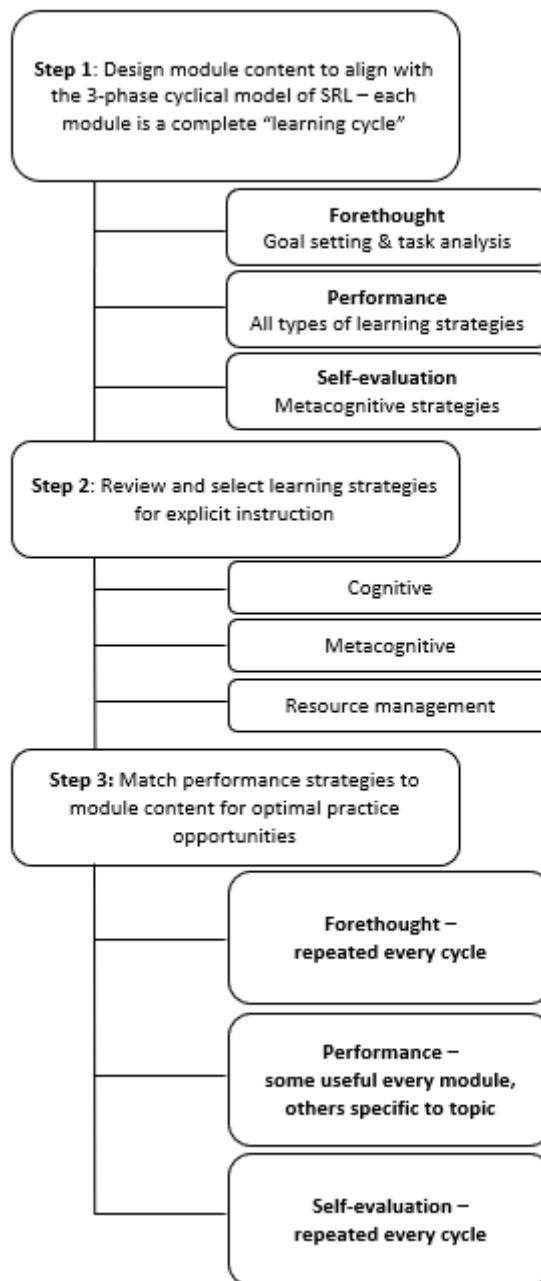 Step 1: Design module content to align with
the 3-phase cyclical model of SRL – each
module is a complete “learning cycle”
Forethought
Goal setting & task analysis
Performance
All types of learning strategies
Self-evaluation
Metacognitive strategies
Step 2: Review and select learning strategies
for explicit instruction
Cognitive
Metacognitive
Resource management
Step 3: Match performance strategies to
module content for optimal practice
opportunities
Forethought –
repeated every cycle
Performance –
some useful every module,
others specific to topic
Self-evaluation –
repeated every cycle